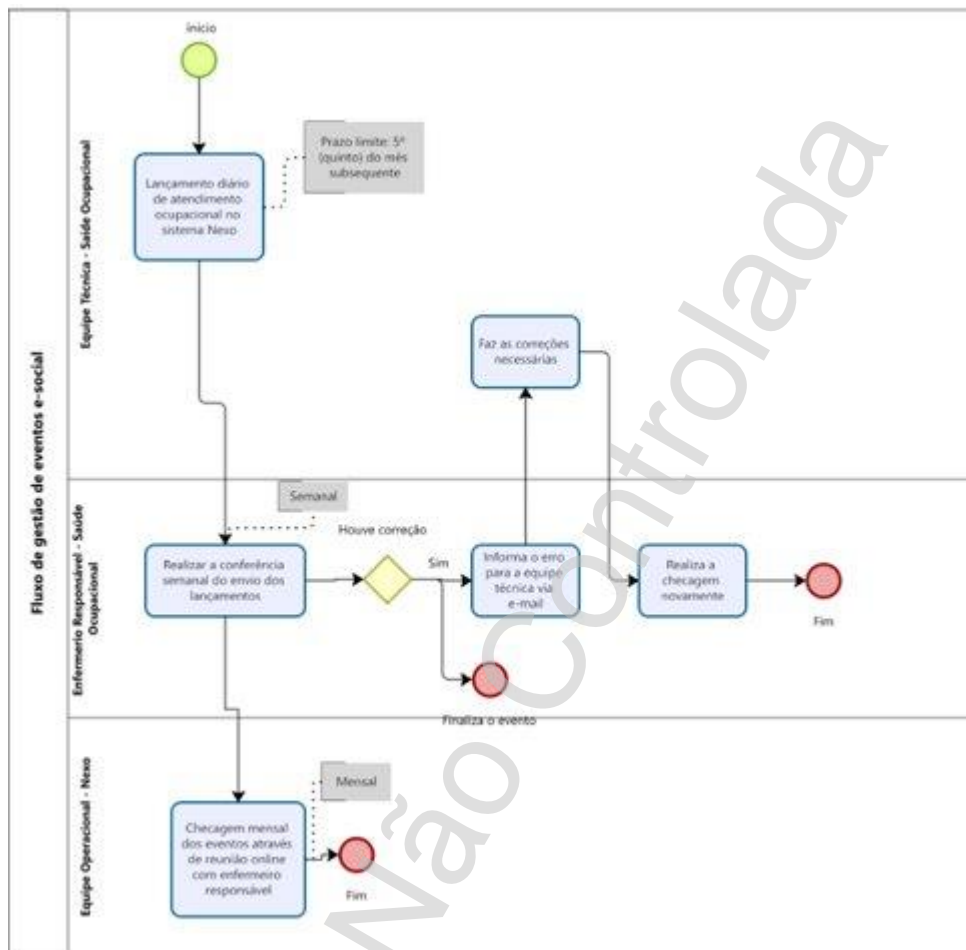 Fluxo de gestão de eventos e-social
Equipe Técnica - Saúde Ocupacional
inicio
Lançamento diário
de atendimento
ocupacional no
sistema Nexo
Prazo limite: 5º
(quinto) do mês
subsequente
Faz as correções
necessárias
Enfermerio Responsável - Saúde
Ocupacional
Semanal
Realizar a conferência
semanal do envio dos
lançamentos
Houve correção
Sim
Informa o erro
para a equipe
técnica via
e-mail
Realiza a
checagem
novamente
Fim
Finaliza o evento
Equipe Operacional - Nexo
Mensal
Checagem mensal
dos eventos através
de reunião online
com enfermeiro
responsável
Fim
Não Controlada